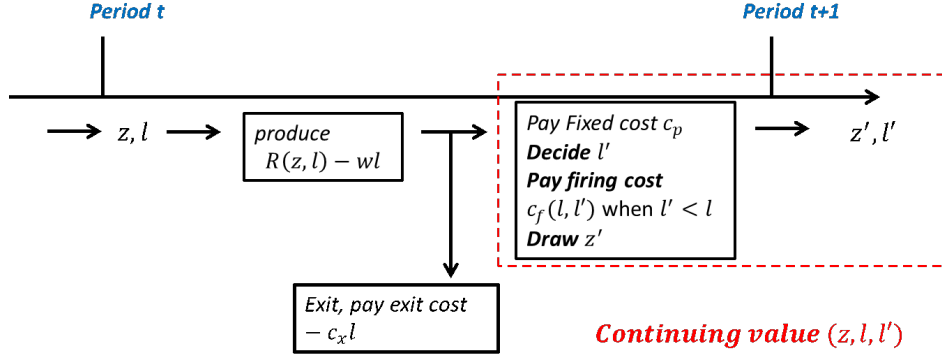 Period t
Period t+1
z, l
produce
R(z, l) − wl
Pay Fixed cost c_p
Decide l′
Pay firing cost
c_f(l, l′) when l′ < l
Draw z′
z′, l′
Exit, pay exit cost
− c_x l
Continuing value (z, l, l′)